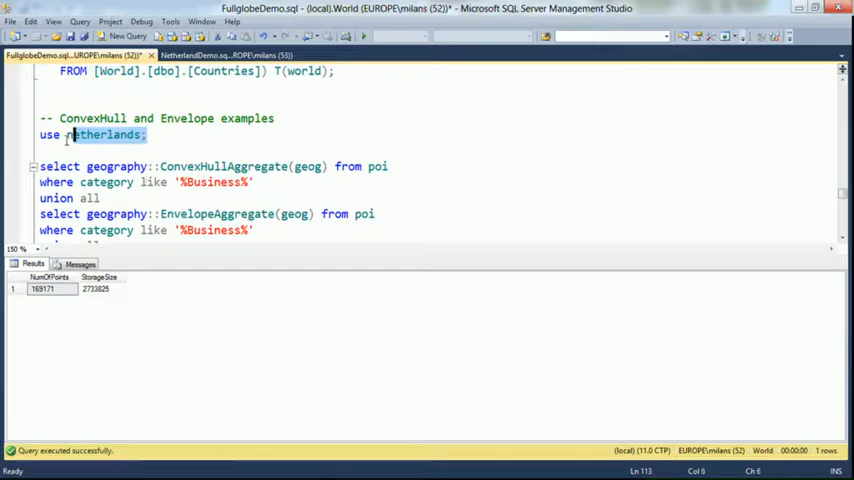 FullglobeDemo.sql - (local).World (EUROPE\milans (52))* - Microsoft SQL Server Management Studio
File Edit View Query Project Debug Tools Window Help
New Query
FullglobeDemo.sql...UROPE\milans (52))* NetherlandDemo.sq...ROPE\milans (53))
FROM [World].[dbo].[Countries]) T(world);
-- ConvexHull and Envelope examples
use netherlands;
select geography::ConvexHullAggregate(geog) from poi
where category like '%Business%'
union all
select geography::EnvelopeAggregate(geog) from poi
where category like '%Business%'
union all
150 %
Results Messages
NumOfPoints StorageSize
1 169171 2733825
Query executed successfully. (local) (11.0 CTP) EUROPE\milans (52) World 00:00:00 1 rows
Ready Ln 113 Col 6 Ch 6 INS